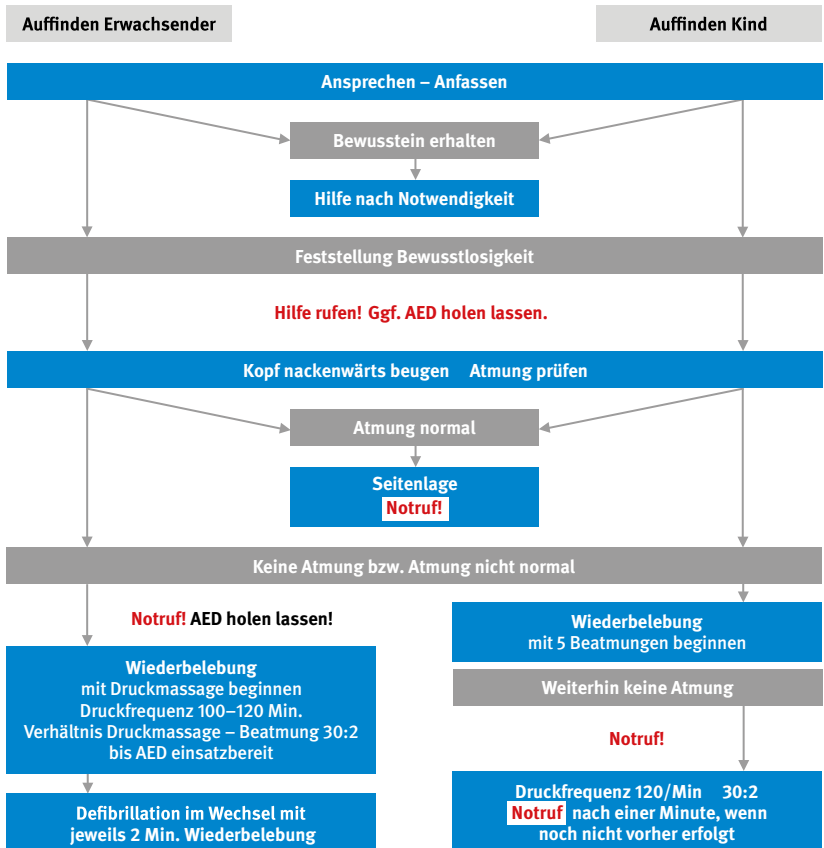 Auffinden Erwachsender
Auffinden Kind
Ansprechen – Anfassen
Bewusstein erhalten
Hilfe nach Notwendigkeit
Feststellung Bewusstlosigkeit
Hilfe rufen! Ggf. AED holen lassen.
Kopf nackenwärts beugen Atmung prüfen
Atmung normal
Seitenlage
Notruf!
Keine Atmung bzw. Atmung nicht normal
Notruf! AED holen lassen!
Wiederbelebung
mit Druckmassage beginnen
Druckfrequenz 100–120 Min.
Verhältnis Druckmassage – Beatmung 30:2
bis AED einsatzbereit
Defibrillation im Wechsel mit
jeweils 2 Min. Wiederbelebung
Wiederbelebung
mit 5 Beatmungen beginnen
Weiterhin keine Atmung
Notruf!
Druckfrequenz 120/Min 30:2
Notruf nach einer Minute, wenn
noch nicht vorher erfolgt